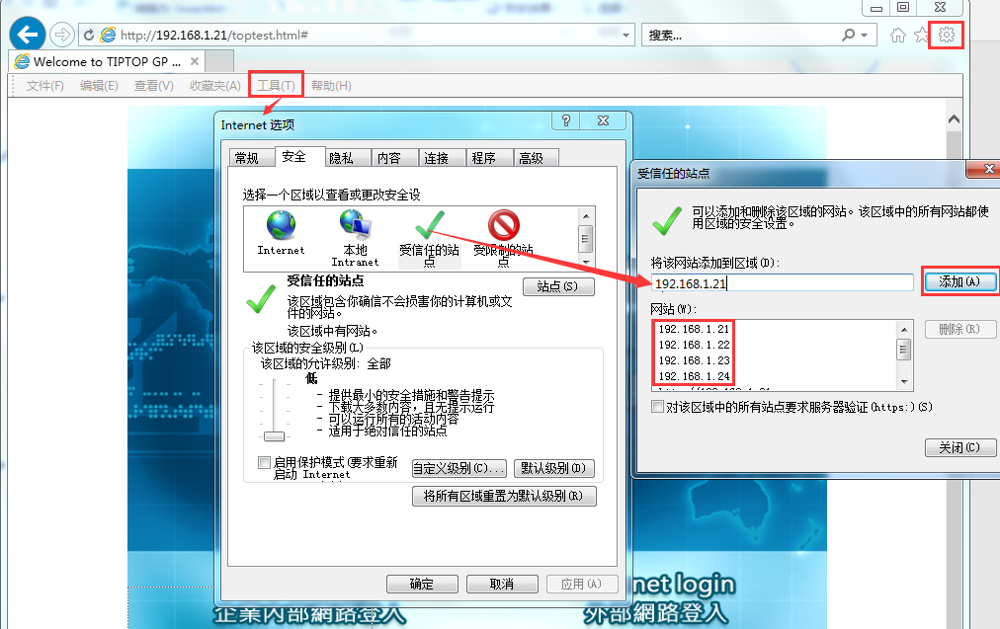 http://192.168.1.21/toptest.html#
搜索...
Welcome to TIPTOP GP ...
文件(F) 编辑(E) 查看(V) 收藏夹(A) 工具(T) 帮助(H)
Internet 选项
常规 安全 隐私 内容 连接 程序 高级
选择一个区域以查看或更改安全设
Internet
本地
Intranet
受信任的站
点
受限制的站
点
受信任的站点
站点(S)
该区域包含你确信不会损害你的计算机或文
件的网站。
该区域中有网站。
该区域的安全级别(L)
该区域的允许级别: 全部
低
- 提供最小的安全措施和警告提示
- 下载大多数内容，且无提示运行
- 可以运行所有的活动内容
- 适用于绝对信任的站点
启用保护模式(要求重新
启动 Internet
自定义级别(C)... 默认级别(D)
将所有区域重置为默认级别(R)
确定 取消 应用(A)
受信任的站点
可以添加和删除该区域的网站。该区域中的所有网站都使
用区域的安全设置。
将该网站添加到区域(D):
192.168.1.21
添加(A)
网站(W):
192.168.1.21
192.168.1.22
192.168.1.23
192.168.1.24
删除(R)
对该区域中的所有站点要求服务器验证(https:)(S)
关闭(C)
net login
企業內部網路登入
外部網路登入